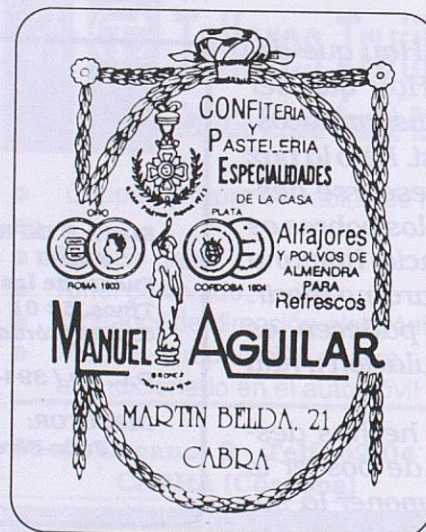 CONFITERIA
Y
PASTELERIA
ESPECIALIDADES
DE LA CASA
ORO
PLATA
Alfajores
Y POLVOS DE
ALMENDRA
PARA
Refrescos
ROMA 1903
CORDOBA 1904
MANUEL AGUILAR
BRONCE
MARTIN BELDA, 21
CABRA